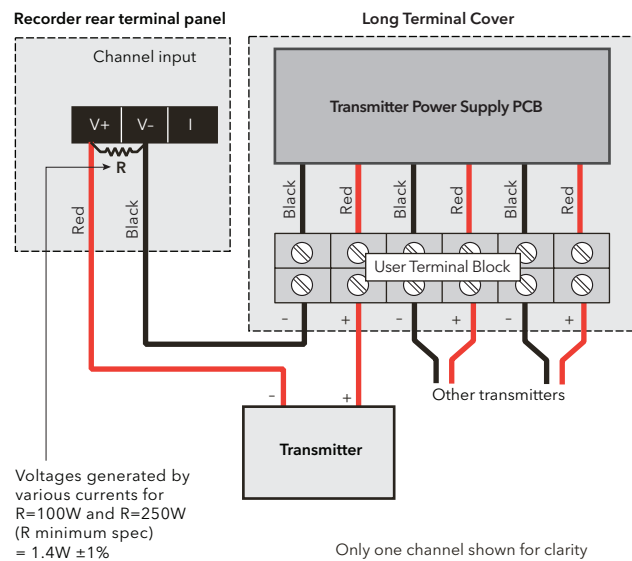 Recorder rear terminal panel
Long Terminal Cover
Channel input
Transmitter Power Supply PCB
V+ V– I
R
Red
Black
Black
Red
Black
Red
Black
Red
User Terminal Block
– + – + – +
– +
Other transmitters
Transmitter
Voltages generated by
various currents for
R=100W and R=250W
(R minimum spec)
= 1.4W ±1%
Only one channel shown for clarity